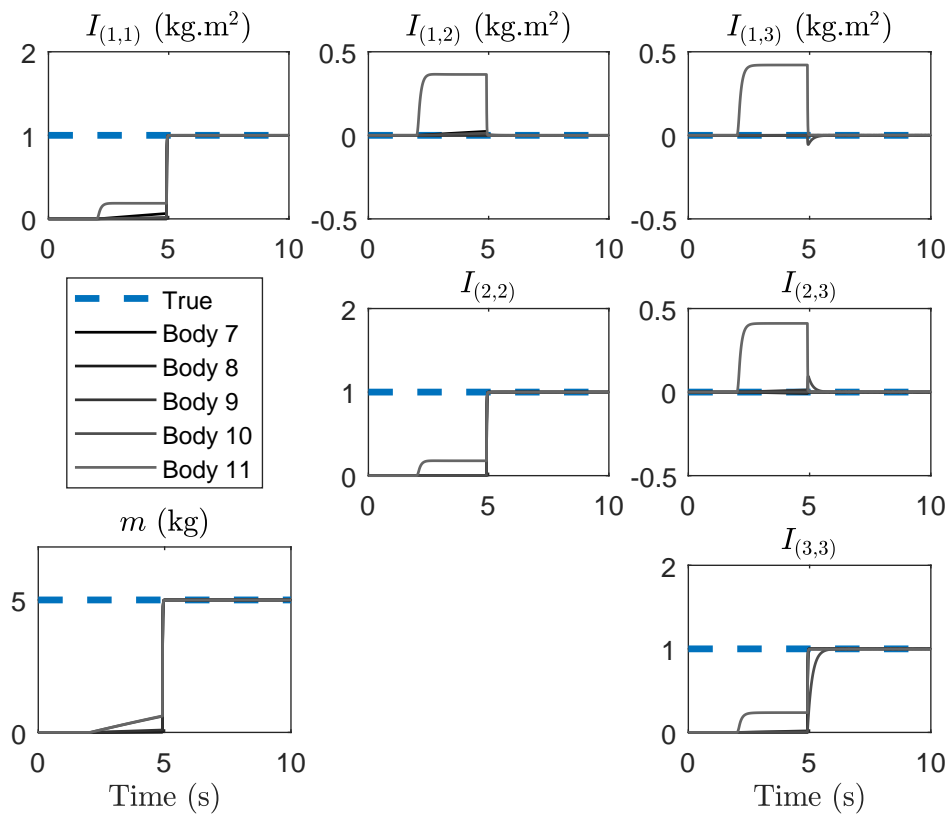 I(1,1) (kg.m²) I(1,2) (kg.m²) I(1,3) (kg.m²)
2 0.5 0.5
1 0 0
0 -0.5 -0.5
0 5 10 0 5 10 0 5 10
I(2,2) I(2,3)
True
Body 7
Body 8
Body 9
Body 10
Body 11
2 0.5
1 0
0 -0.5
0 5 10 0 5 10
m (kg) I(3,3)
5
0
2
1
0
0 5 10 0 5 10
Time (s) Time (s)